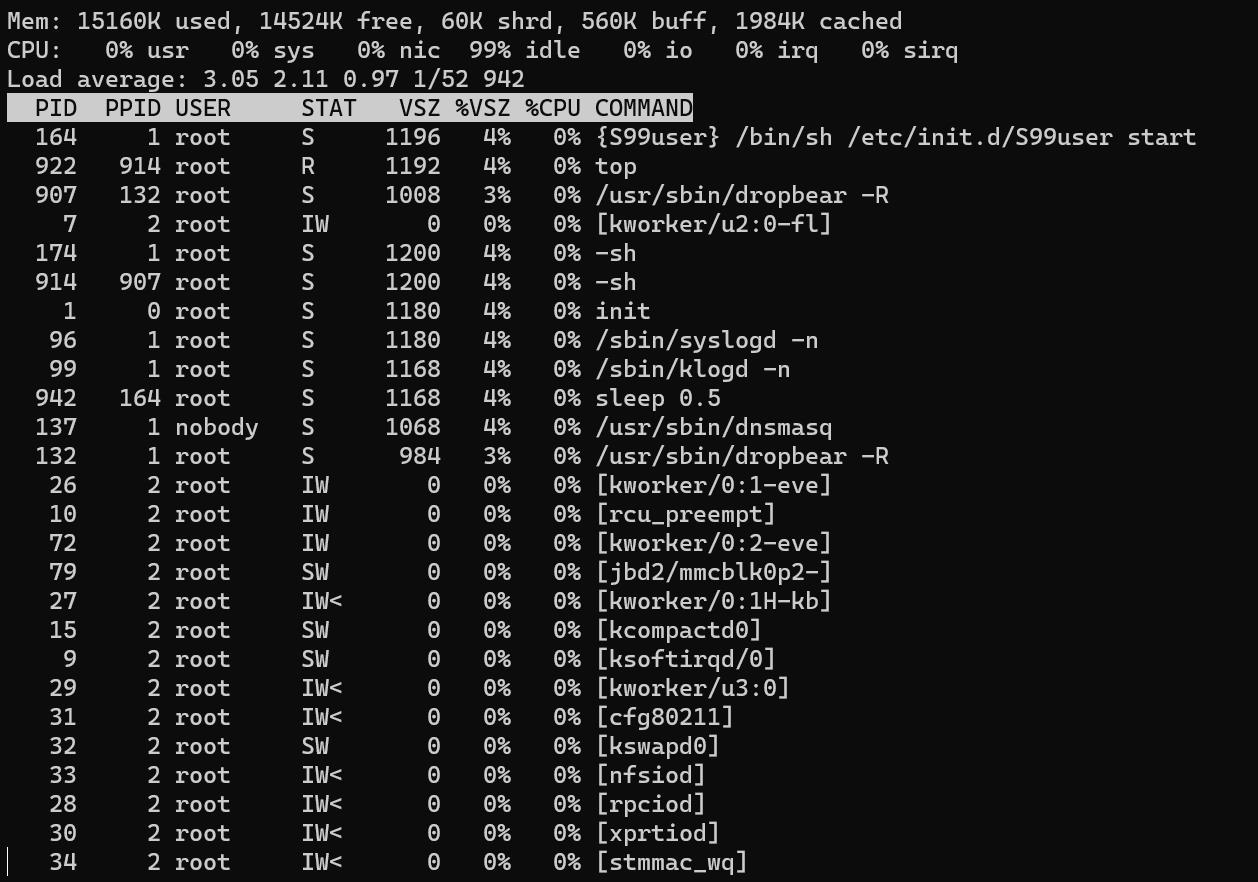 Mem: 15160K used, 14524K free, 60K shrd, 560K buff, 1984K cached
CPU:   0% usr   0% sys   0% nic  99% idle   0% io   0% irq   0% sirq
Load average: 3.05 2.11 0.97 1/52 942
  PID  PPID USER     STAT   VSZ %VSZ %CPU COMMAND
  164     1 root     S     1196   4%   0% {S99user} /bin/sh /etc/init.d/S99user start
  922   914 root     R     1192   4%   0% top
  907   132 root     S     1008   3%   0% /usr/sbin/dropbear -R
    7     2 root     IW       0   0%   0% [kworker/u2:0-fl]
  174     1 root     S     1200   4%   0% -sh
  914   907 root     S     1200   4%   0% -sh
    1     0 root     S     1180   4%   0% init
   96     1 root     S     1180   4%   0% /sbin/syslogd -n
   99     1 root     S     1168   4%   0% /sbin/klogd -n
  942   164 root     S     1168   4%   0% sleep 0.5
  137     1 nobody   S     1068   4%   0% /usr/sbin/dnsmasq
  132     1 root     S      984   3%   0% /usr/sbin/dropbear -R
   26     2 root     IW       0   0%   0% [kworker/0:1-eve]
   10     2 root     IW       0   0%   0% [rcu_preempt]
   72     2 root     IW       0   0%   0% [kworker/0:2-eve]
   79     2 root     SW       0   0%   0% [jbd2/mmcblk0p2-]
   27     2 root     IW<      0   0%   0% [kworker/0:1H-kb]
   15     2 root     SW       0   0%   0% [kcompactd0]
    9     2 root     SW       0   0%   0% [ksoftirqd/0]
   29     2 root     IW<      0   0%   0% [kworker/u3:0]
   31     2 root     IW<      0   0%   0% [cfg80211]
   32     2 root     SW       0   0%   0% [kswapd0]
   33     2 root     IW<      0   0%   0% [nfsiod]
   28     2 root     IW<      0   0%   0% [rpciod]
   30     2 root     IW<      0   0%   0% [xprtiod]
   34     2 root     IW<      0   0%   0% [stmmac_wq]